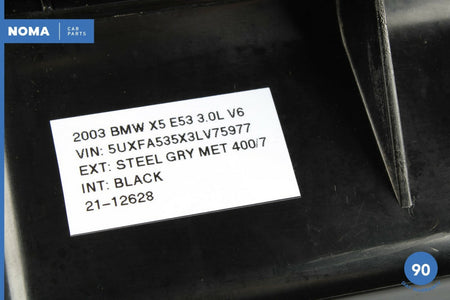 NOMA CAR PARTS
2003 BMW X5 E53 3.0L V6
VIN: 5UXFA535X3LV75977
EXT: STEEL GRY MET 400/7
INT: BLACK
21-12628
90